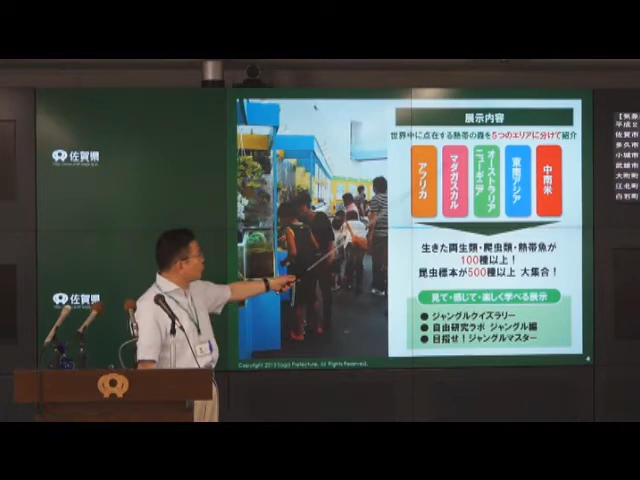 佐賀県
佐賀県
展示内容
世界中に点在する熱帯の森を5つのエリアに分けて紹介
アフリカ
マダガスカル
オーストラリア
ニューギニア
東南アジア
中南米
生きた両生類・爬虫類・熱帯魚が
100種以上！
昆虫標本が500種以上 大集合！
見て・感じて・楽しく学べる展示
● ジャングルクイズラリー
● 自由研究ラボ ジャングル編
● 目指せ！ジャングルマスター
Copyright 2013 Saga Prefecture. All Rights Reserved.
4
平成2
佐賀市
多久市
小城市
武雄市
大町町
江北町
白石町